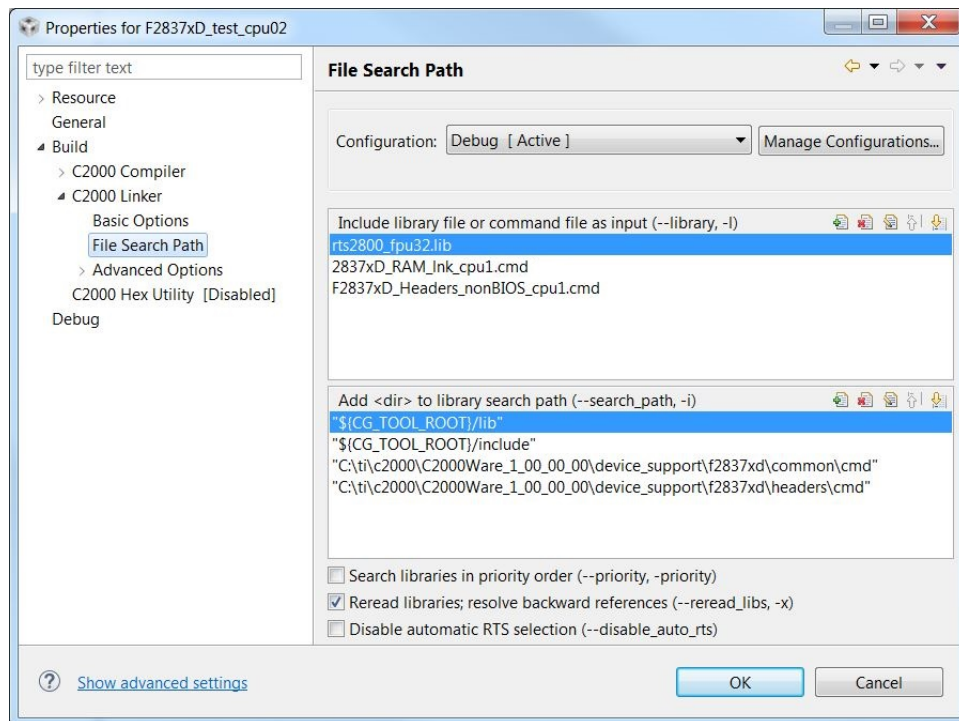 Properties for F2837xD_test_cpu02
type filter text
Resource
General
Build
C2000 Compiler
C2000 Linker
Basic Options
File Search Path
Advanced Options
C2000 Hex Utility [Disabled]
Debug
File Search Path
Configuration: Debug [ Active ] Manage Configurations...
Include library file or command file as input (--library, -l)
rts2800_fpu32.lib
2837xD_RAM_lnk_cpu1.cmd
F2837xD_Headers_nonBIOS_cpu1.cmd
Add <dir> to library search path (--search_path, -i)
"${CG_TOOL_ROOT}/lib"
"${CG_TOOL_ROOT}/include"
"C:\ti\c2000\C2000Ware_1_00_00_00\device_support\f2837xd\common\cmd"
"C:\ti\c2000\C2000Ware_1_00_00_00\device_support\f2837xd\headers\cmd"
Search libraries in priority order (--priority, -priority)
Reread libraries; resolve backward references (--reread_libs, -x)
Disable automatic RTS selection (--disable_auto_rts)
? Show advanced settings OK Cancel